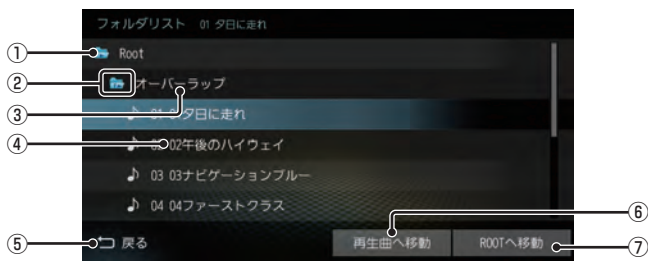 フォルダリスト 01 夕日に走れ
① Root
② オーバーラップ
③ 夕日に走れ
④ 02午後のハイウェイ
03 03ナビゲーションブルー
04 04ファーストクラス
⑥
⑤ 戻る 再生曲へ移動 ROOTへ移動 ⑦